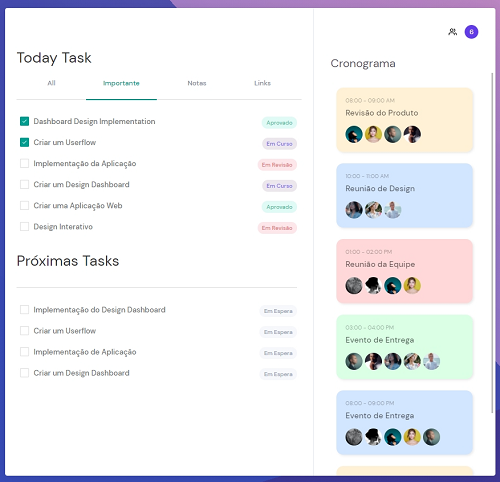 6
Today Task
All
Importante
Notas
Links
Dashboard Design Implementation
Aprovado
Criar um Userflow
Em Curso
Implementação da Aplicação
Em Revisão
Criar um Design Dashboard
Em Curso
Criar uma Aplicação Web
Aprovado
Design Interativo
Em Revisão
Próximas Tasks
Implementação do Design Dashboard
Em Espera
Criar um Userflow
Em Espera
Implementação de Aplicação
Em Espera
Criar um Design Dashboard
Em Espera
Cronograma
08:00 - 09:00 AM
Revisão do Produto
10:00 - 11:00 AM
Reunião de Design
01:00 - 02:00 PM
Reunião da Equipe
03:00 - 04:00 PM
Evento de Entrega
08:00 - 09:00 PM
Evento de Entrega